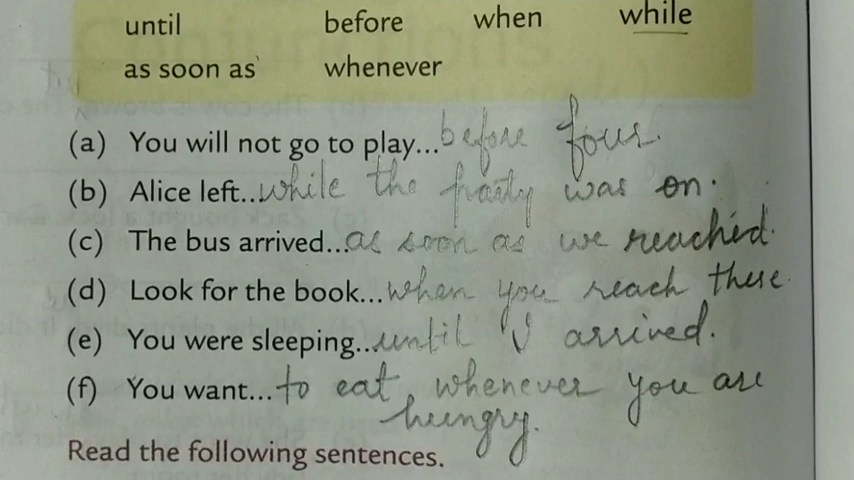 until before when while
as soon as whenever
(a) You will not go to play...before four.
(b) Alice left...while the party was on.
(c) The bus arrived...as soon as we reached.
(d) Look for the book...when you reach there.
(e) You were sleeping...until I arrived.
(f) You want...to eat whenever you are
hungry.
Read the following sentences.